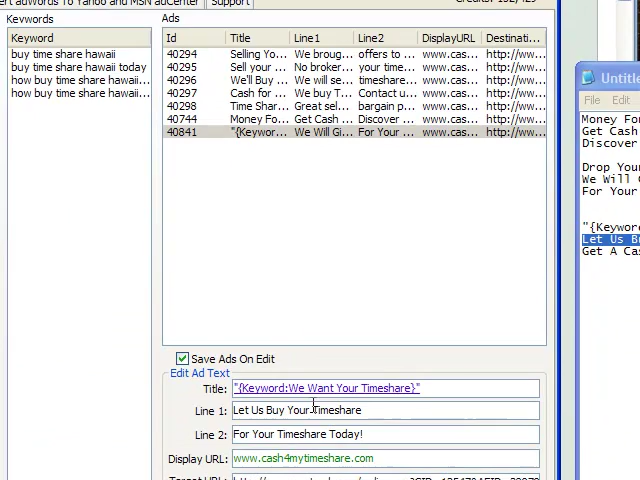 ert adWords To Yahoo and MSN adCenter Support
Keywords
Keyword
buy time share hawaii
buy time share hawaii today
how buy time share hawaii...
how buy time share hawaii...
Ads
Id Title Line1 Line2 DisplayURL Destinati...
40294 Selling Yo... We broug... offers to ... www.cas... http://ww...
40295 Sell your ... No broker... your time... www.cas... http://ww...
40296 We'll Buy ... We will se... timeshare... www.cas... http://ww...
40297 Cash for ... We buy T... Contact u... www.cas... http://ww...
40298 Time Shar... Great sel... bargain p... www.cas... http://ww...
40744 Money Fo... Get Cash ... Discover ... www.cas... http://ww...
40841 "{Keywor... We Will Gi... For Your ... www.cas... http://ww...
Save Ads On Edit
Edit Ad Text
Title: "{Keyword:We Want Your Timeshare}"
Line 1: Let Us Buy Your Timeshare
Line 2: For Your Timeshare Today!
Display URL: www.cash4mytimeshare.com
Untitle
File Edit
Money Fo
Get Cash
Discover
Drop You
We Will
For Your
"{Keywor
Let Us B
Get A Ca